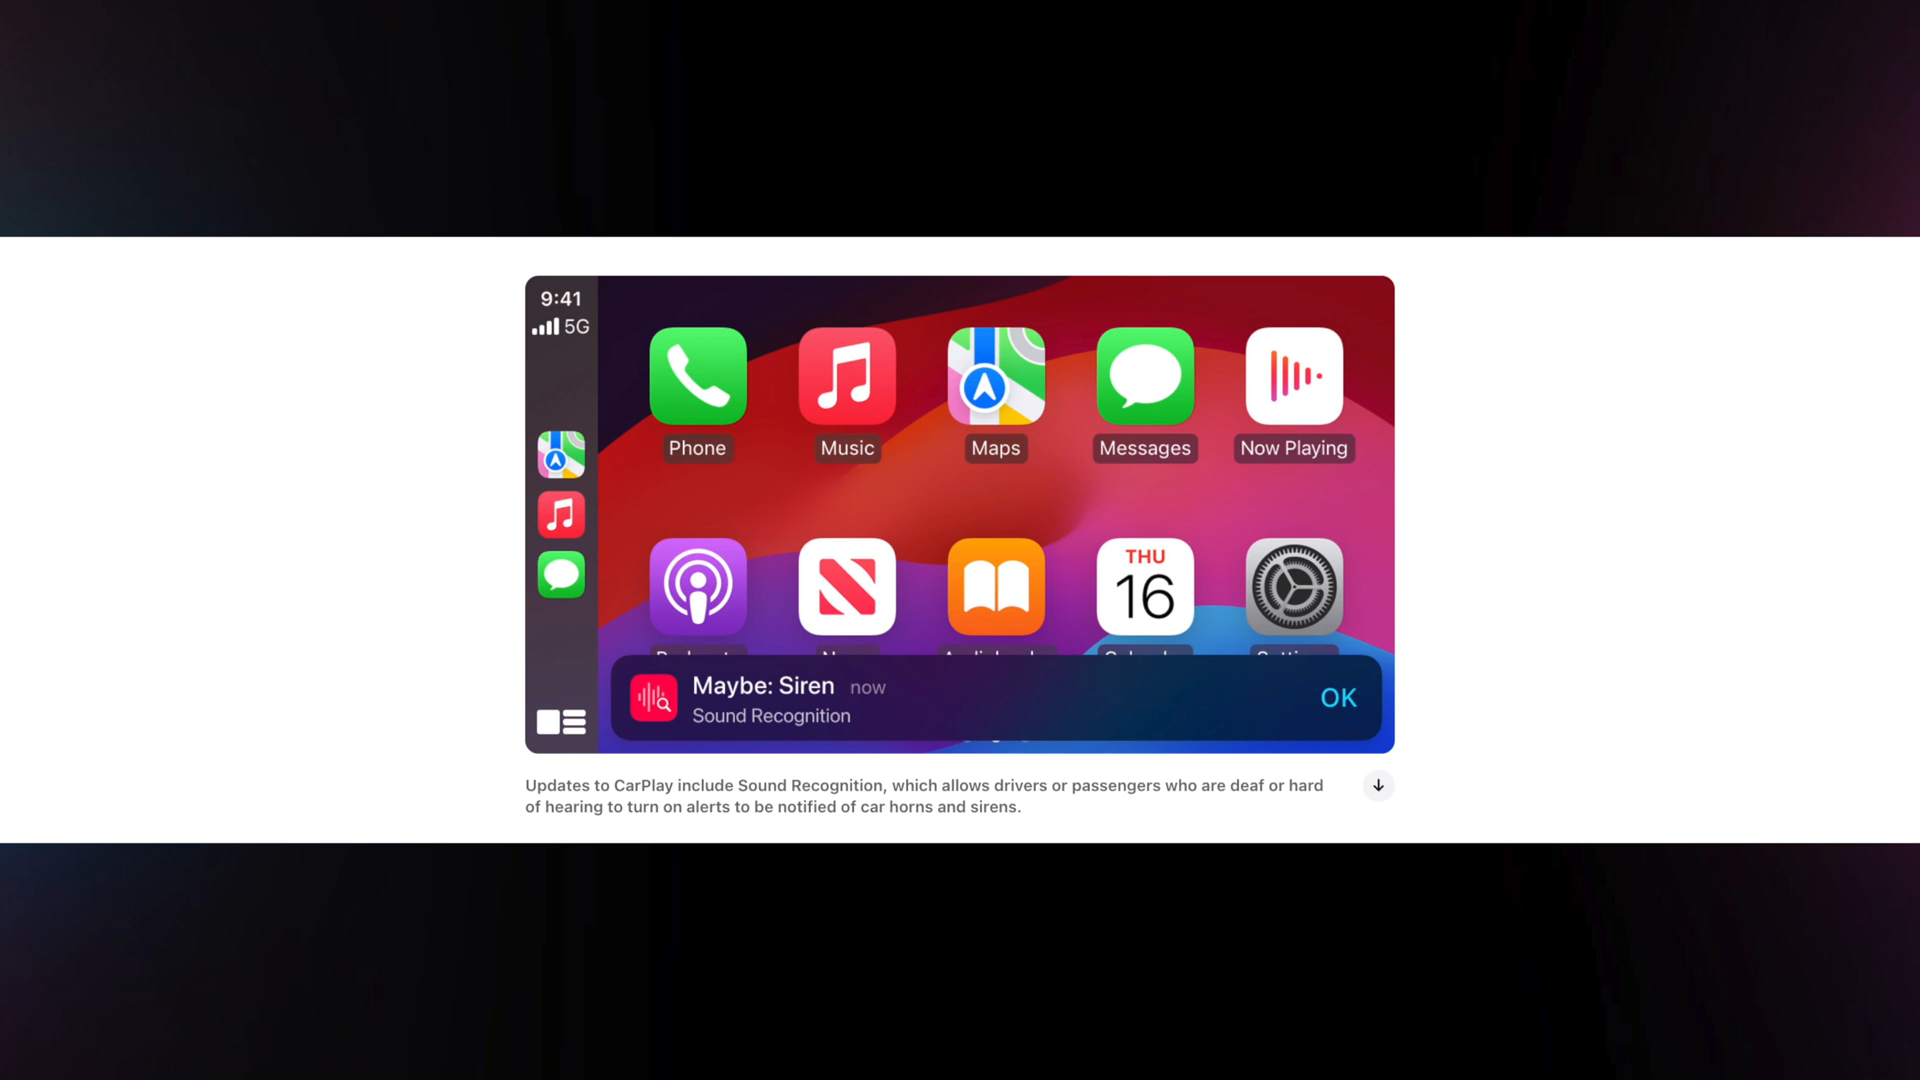 9:41
5G
Phone
Music
Maps
Messages
Now Playing
THU
16
Maybe: Siren now
Sound Recognition
OK
Updates to CarPlay include Sound Recognition, which allows drivers or passengers who are deaf or hard
of hearing to turn on alerts to be notified of car horns and sirens.